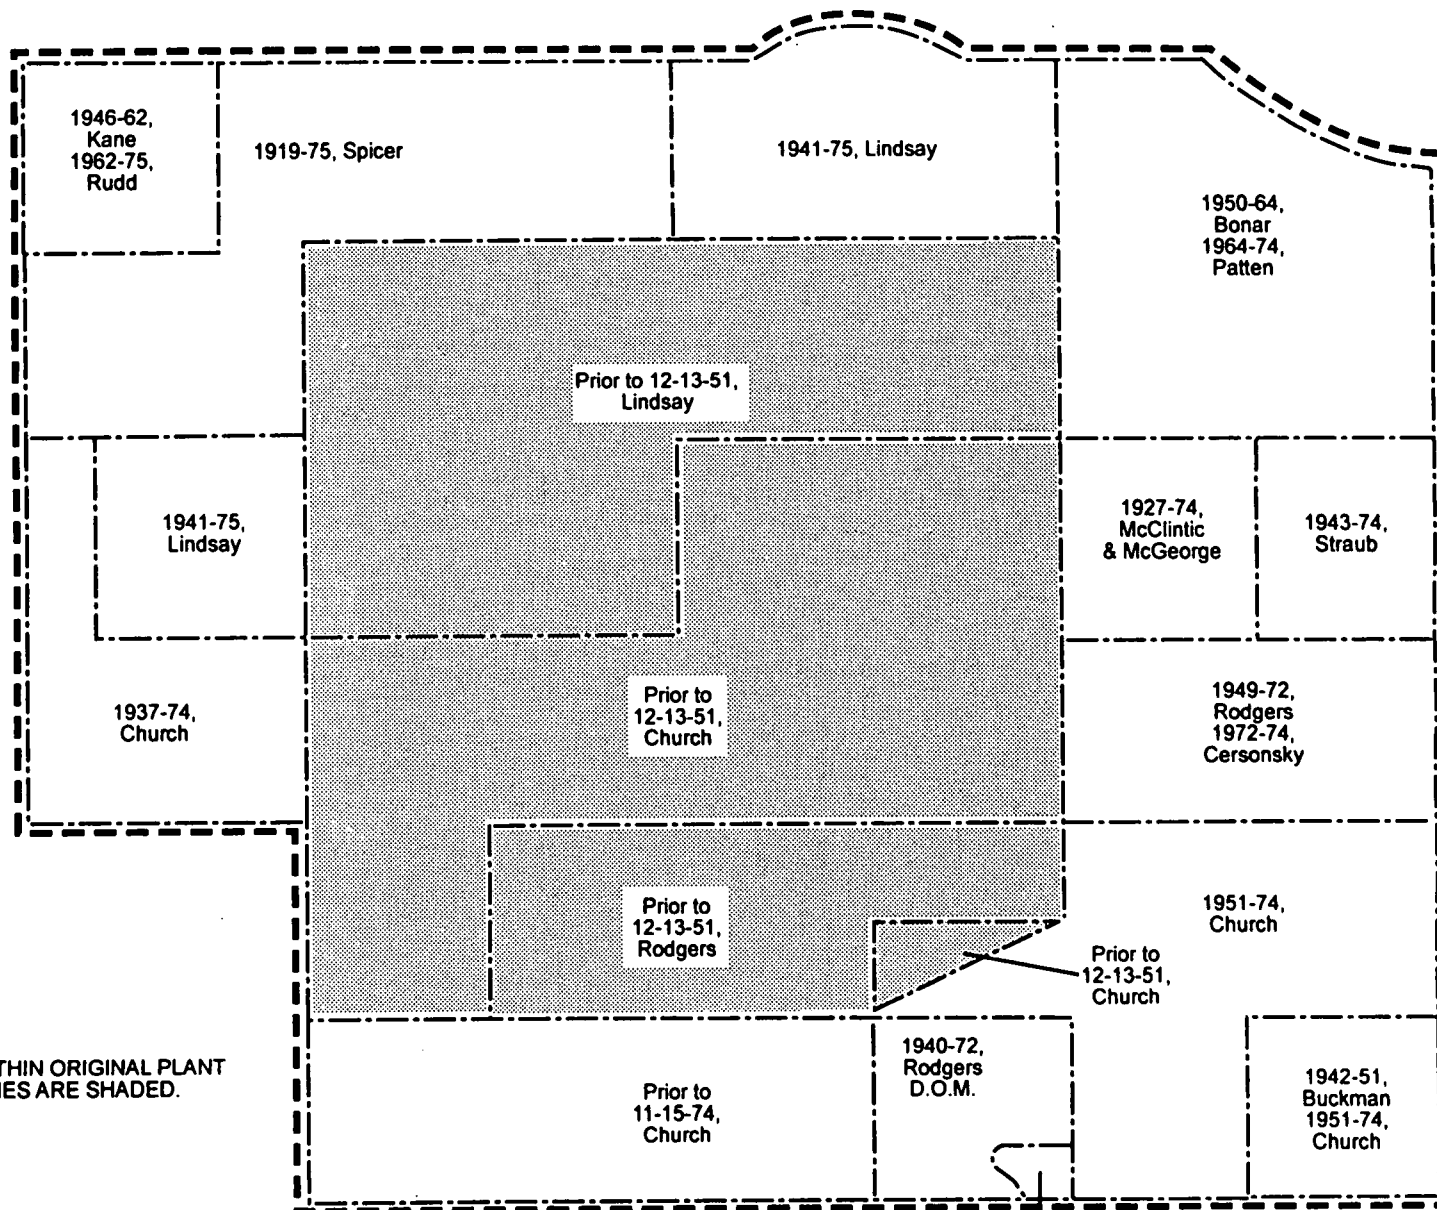 1946-62,
Kane
1962-75,
Rudd
1919-75, Spicer
1941-75, Lindsay
1950-64,
Bonar
1964-74,
Patten
Prior to 12-13-51,
Lindsay
1941-75,
Lindsay
1927-74,
McClintic
& McGeorge
1943-74,
Straub
1937-74,
Church
Prior to
12-13-51,
Church
1949-72,
Rodgers
1972-74,
Cersonsky
Prior to
12-13-51,
Rodgers
1951-74,
Church
Prior to
12-13-51,
Church
THIN ORIGINAL PLANT
IES ARE SHADED.
Prior to
11-15-74,
Church
1940-72,
Rodgers
D.O.M.
1942-51,
Buckman
1951-74,
Church